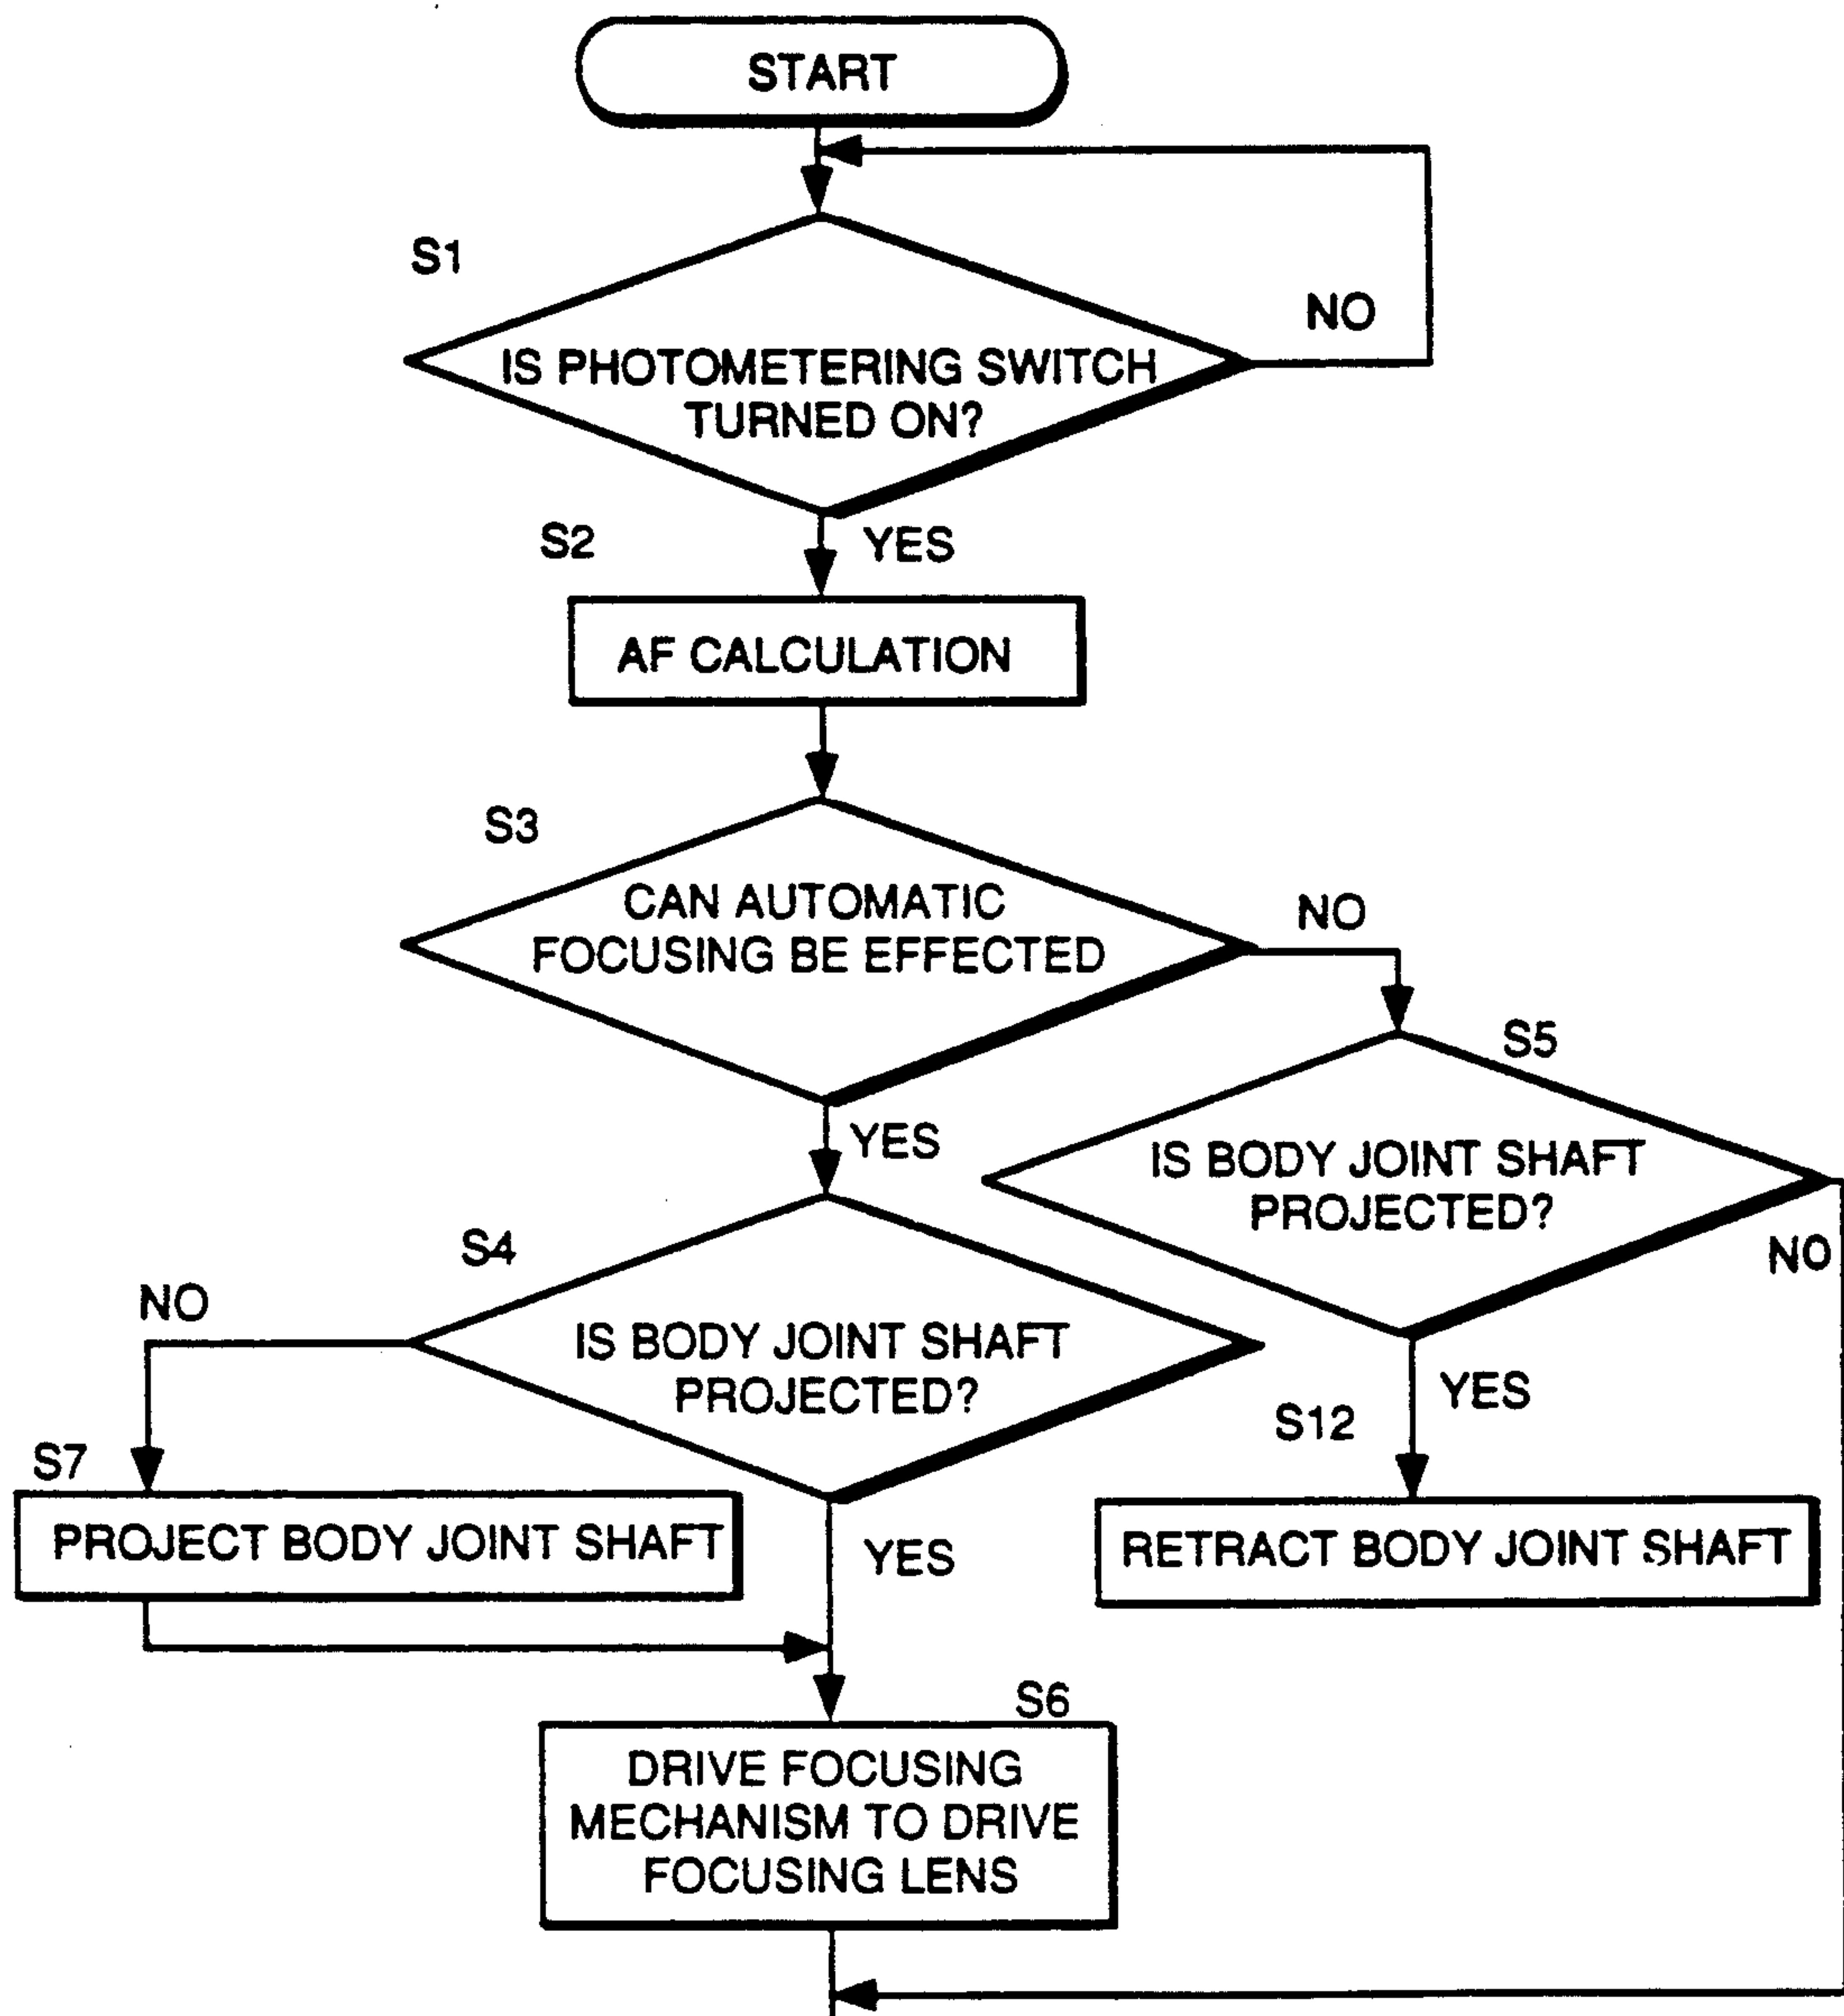 START
S1
NO
IS PHOTOMETERING SWITCH
TURNED ON?
S2
YES
AF CALCULATION
S3
CAN AUTOMATIC
FOCUSING BE EFFECTED
NO
S5
YES
IS BODY JOINT SHAFT
PROJECTED?
S4
NO
NO
IS BODY JOINT SHAFT
PROJECTED?
YES
S12
S7
PROJECT BODY JOINT SHAFT
YES
RETRACT BODY JOINT SHAFT
S6
DRIVE FOCUSING
MECHANISM TO DRIVE
FOCUSING LENS